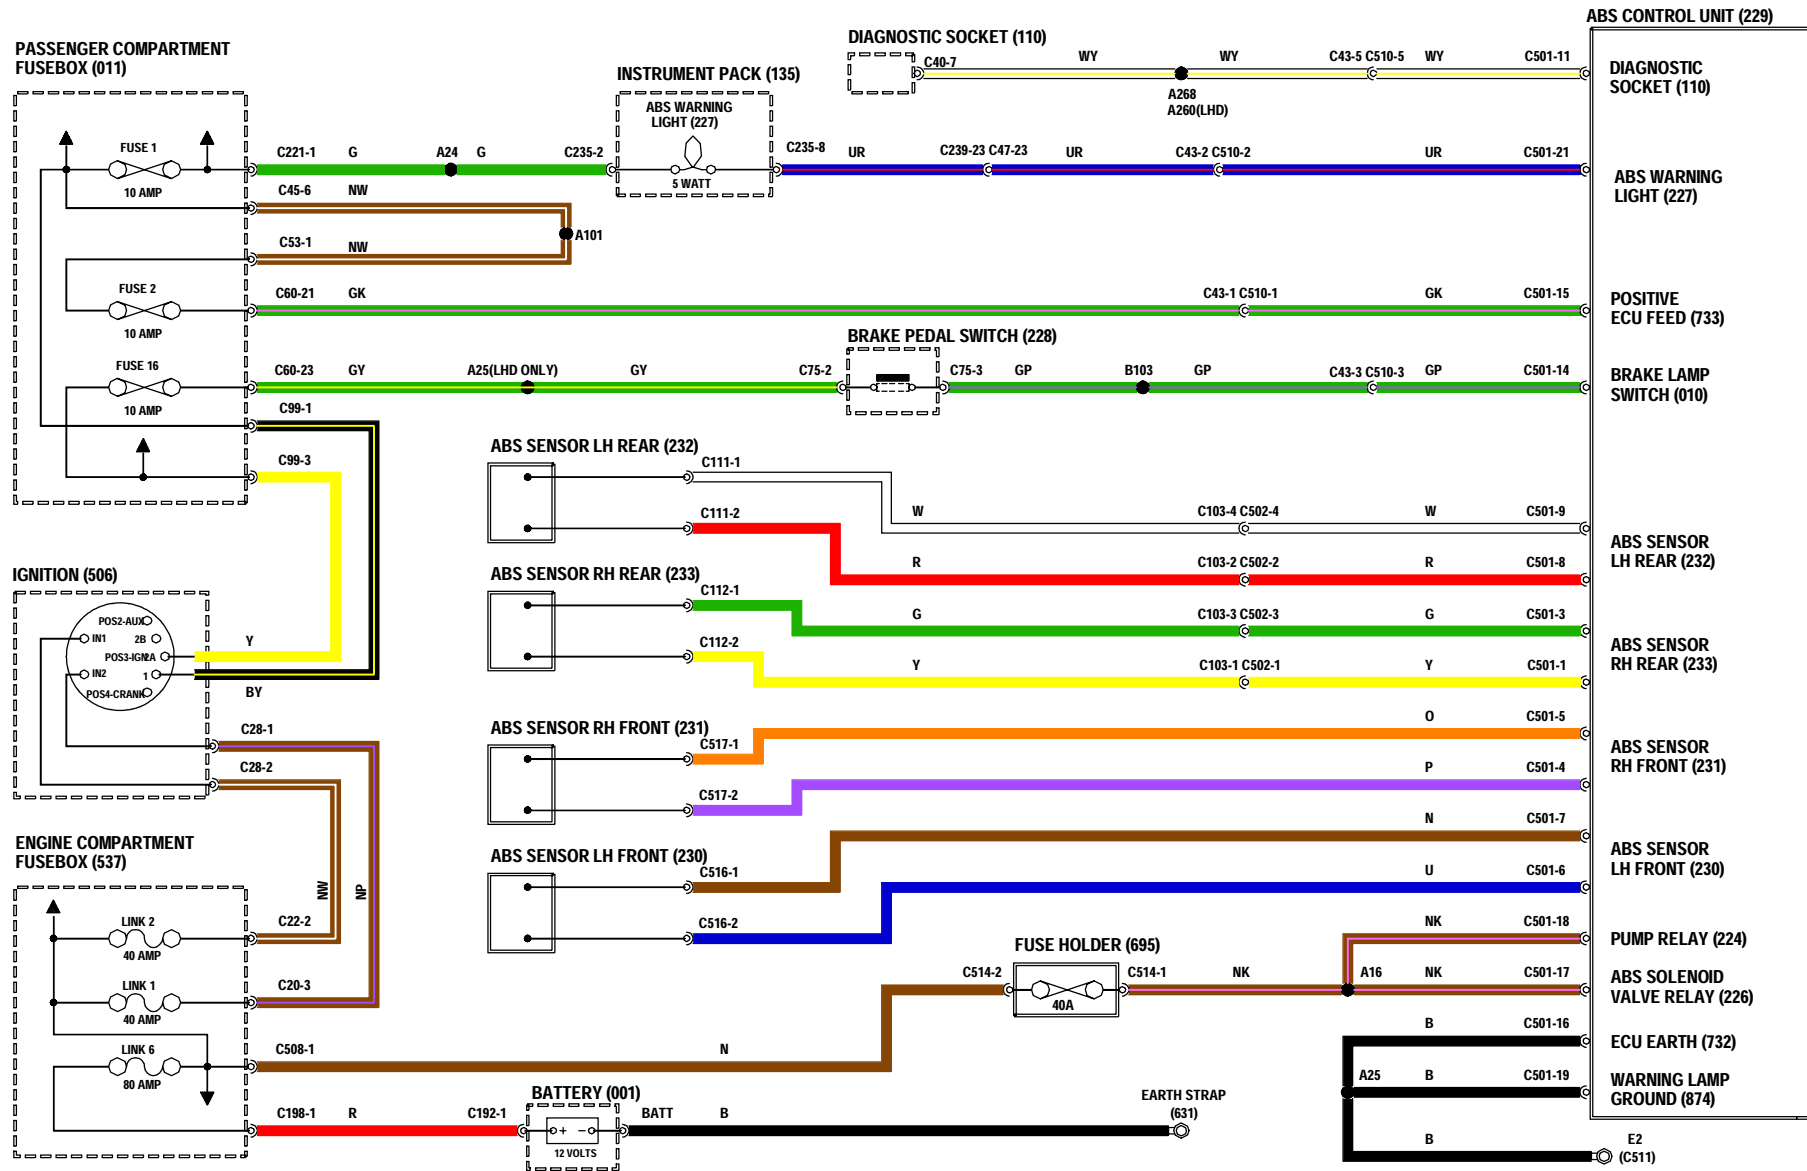 ABS CONTROL UNIT (229)
PASSENGER COMPARTMENT
FUSEBOX (011)
DIAGNOSTIC SOCKET (110)
C40-7
WY
WY
C43-5 C510-5
WY
C501-11
DIAGNOSTIC
SOCKET (110)
A268
A260(LHD)
INSTRUMENT PACK (135)
ABS WARNING
LIGHT (227)
5 WATT
FUSE 1
10 AMP
C221-1
G
A24
G
C235-2
C235-8
UR
C239-23 C47-23
UR
C43-2 C510-2
UR
C501-21
ABS WARNING
LIGHT (227)
C45-6
NW
A101
C53-1
NW
FUSE 2
10 AMP
C60-21
GK
C43-1 C510-1
GK
C501-15
POSITIVE
ECU FEED (733)
BRAKE PEDAL SWITCH (228)
FUSE 16
10 AMP
C60-23
GY
A25(LHD ONLY)
GY
C75-2
C75-3
GP
B103
GP
C43-3 C510-3
GP
C501-14
BRAKE LAMP
SWITCH (010)
C99-1
C99-3
ABS SENSOR LH REAR (232)
C111-1
C111-2
W
C103-4 C502-4
W
C501-9
R
C103-2 C502-2
R
C501-8
ABS SENSOR
LH REAR (232)
ABS SENSOR RH REAR (233)
C112-1
C112-2
G
C103-3 C502-3
G
C501-3
Y
C103-1 C502-1
Y
C501-1
ABS SENSOR
RH REAR (233)
IGNITION (506)
POS2-AUX
IN1
2B
POS3-IGN
2A
IN2
1
POS4-CRANK
Y
BY
C28-1
C28-2
ABS SENSOR RH FRONT (231)
C517-1
C517-2
O
C501-5
P
C501-4
ABS SENSOR
RH FRONT (231)
ABS SENSOR LH FRONT (230)
C516-1
C516-2
N
C501-7
U
C501-6
ABS SENSOR
LH FRONT (230)
ENGINE COMPARTMENT
FUSEBOX (537)
NW
NP
LINK 2
40 AMP
C22-2
LINK 1
40 AMP
C20-3
LINK 6
80 AMP
C508-1
N
C514-2
FUSE HOLDER (695)
40A
C514-1
NK
A16
NK
C501-18
PUMP RELAY (224)
NK
C501-17
ABS SOLENOID
VALVE RELAY (226)
B
C501-16
ECU EARTH (732)
A25
B
C501-19
WARNING LAMP
GROUND (874)
C198-1
R
C192-1
BATTERY (001)
12 VOLTS
BATT
B
EARTH STRAP
(631)
B
E2
(C511)